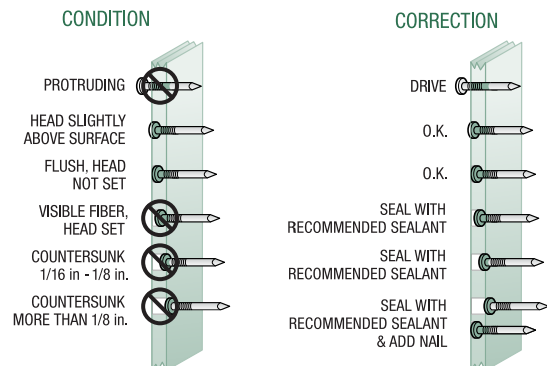 CONDITION
PROTRUDING
HEAD SLIGHTLY
ABOVE SURFACE
FLUSH, HEAD
NOT SET
VISIBLE FIBER,
HEAD SET
COUNTERSUNK
1/16 in - 1/8 in.
COUNTERSUNK
MORE THAN 1/8 in.
CORRECTION
DRIVE
O.K.
O.K.
SEAL WITH
RECOMMENDED SEALANT
SEAL WITH
RECOMMENDED SEALANT
SEAL WITH
RECOMMENDED SEALANT
& ADD NAIL